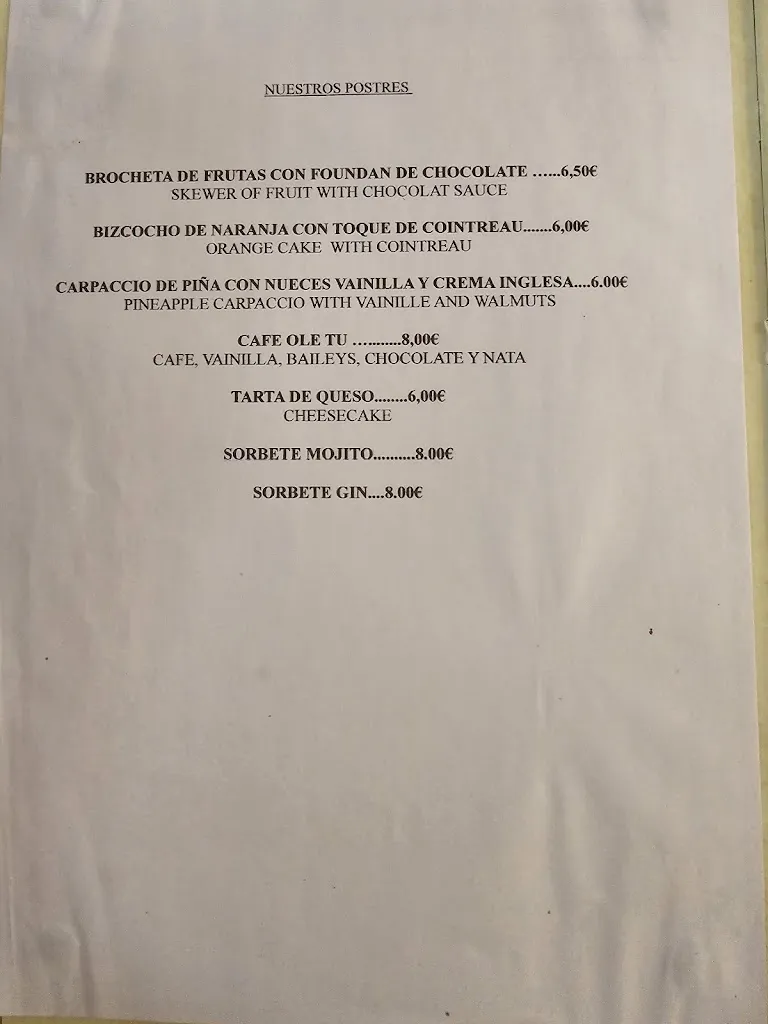 NUESTROS POSTRES
BROCHETA DE FRUTAS CON FOUNDAN DE CHOCOLATE ......6,50€
SKEWER OF FRUIT WITH CHOCOLAT SAUCE
BIZCOCHO DE NARANJA CON TOQUE DE COINTREAU.......6,00€
ORANGE CAKE WITH COINTREAU
CARPACCIO DE PIÑA CON NUECES VAINILLA Y CREMA INGLESA....6.00€
PINEAPPLE CARPACCIO WITH VAINILLE AND WALMUTS
CAFE OLE TU ...........8,00€
CAFE, VAINILLA, BAILEYS, CHOCOLATE Y NATA
TARTA DE QUESO........6,00€
CHEESECAKE
SORBETE MOJITO..........8.00€
SORBETE GIN....8.00€